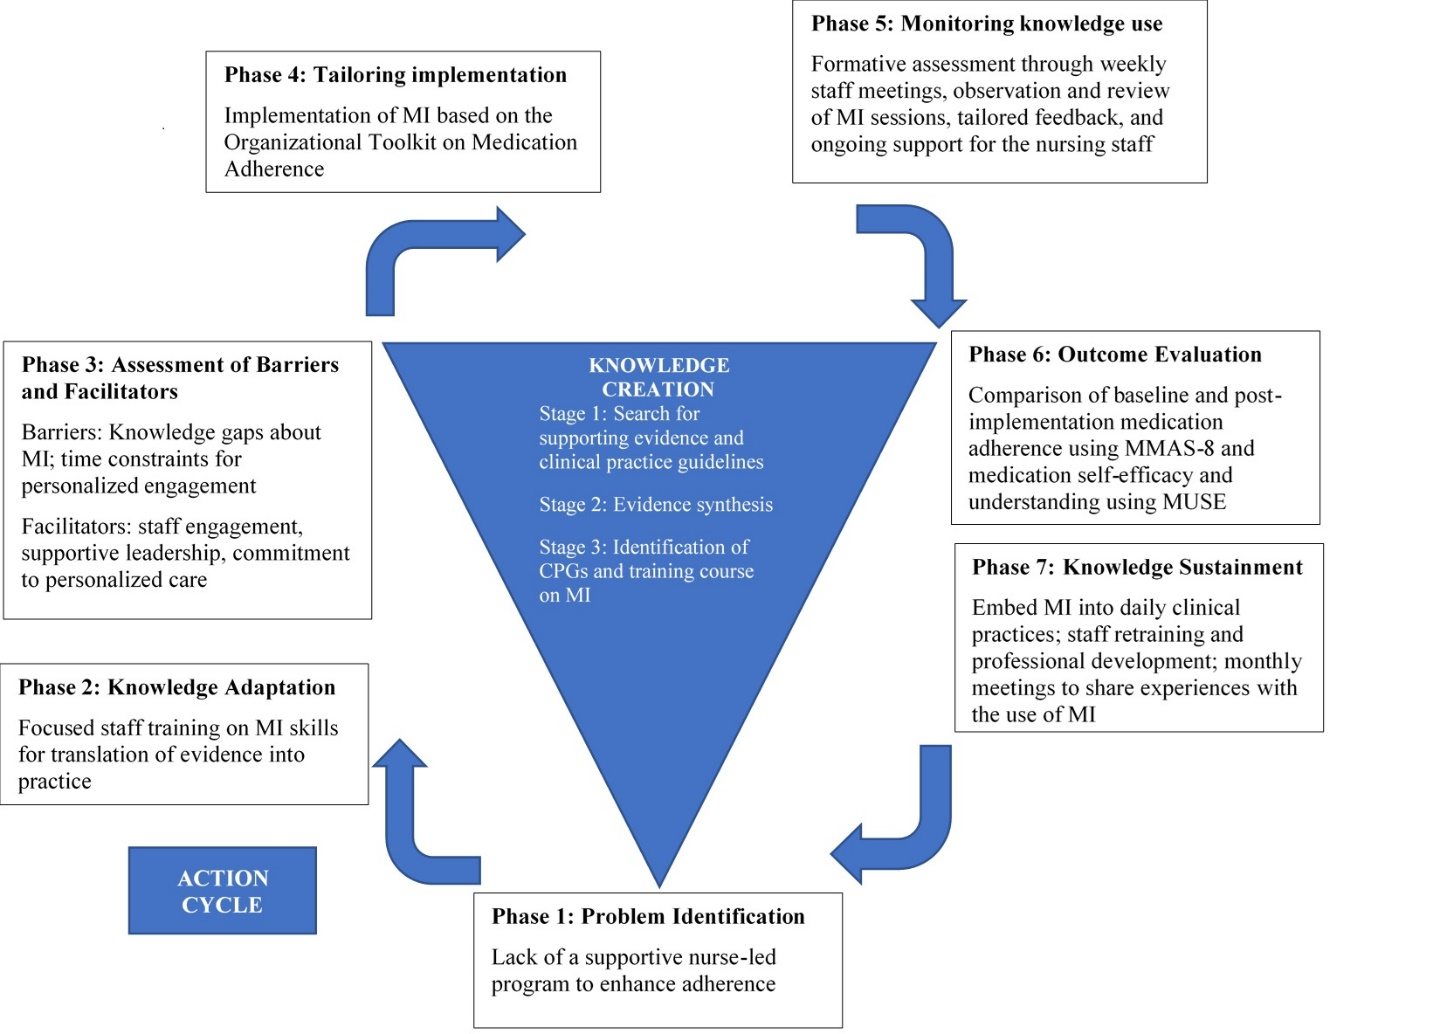 Phase 5: Monitoring knowledge use
Formative assessment through weekly
staff meetings, observation and review
of MI sessions, tailored feedback, and
ongoing support for the nursing staff
Phase 4: Tailoring implementation
Implementation of MI based on the
Organizational Toolkit on Medication
Adherence
Phase 3: Assessment of Barriers
and Facilitators
Barriers: Knowledge gaps about
MI; time constraints for
personalized engagement
Facilitators: staff engagement,
supportive leadership, commitment
to personalized care
KNOWLEDGE
CREATION
Stage 1: Search for
supporting evidence and
clinical practice guidelines
Stage 2: Evidence synthesis
Stage 3: Identification of
CPGs and training course
on MI
Phase 6: Outcome Evaluation
Comparison of baseline and post-
implementation medication
adherence using MMAS-8 and
medication self-efficacy and
understanding using MUSE
Phase 7: Knowledge Sustainment
Embed MI into daily clinical
practices; staff retraining and
professional development; monthly
meetings to share experiences with
the use of MI
Phase 2: Knowledge Adaptation
Focused staff training on MI skills
for translation of evidence into
practice
ACTION
CYCLE
Phase 1: Problem Identification
Lack of a supportive nurse-led
program to enhance adherence